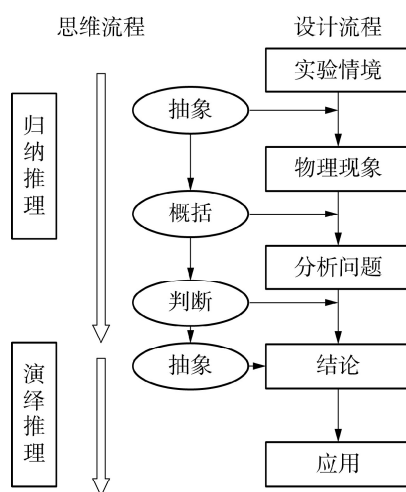 思维流程
设计流程
实验情境
抽象
归纳推理
物理现象
概括
分析问题
判断
演绎推理
抽象
结论
应用